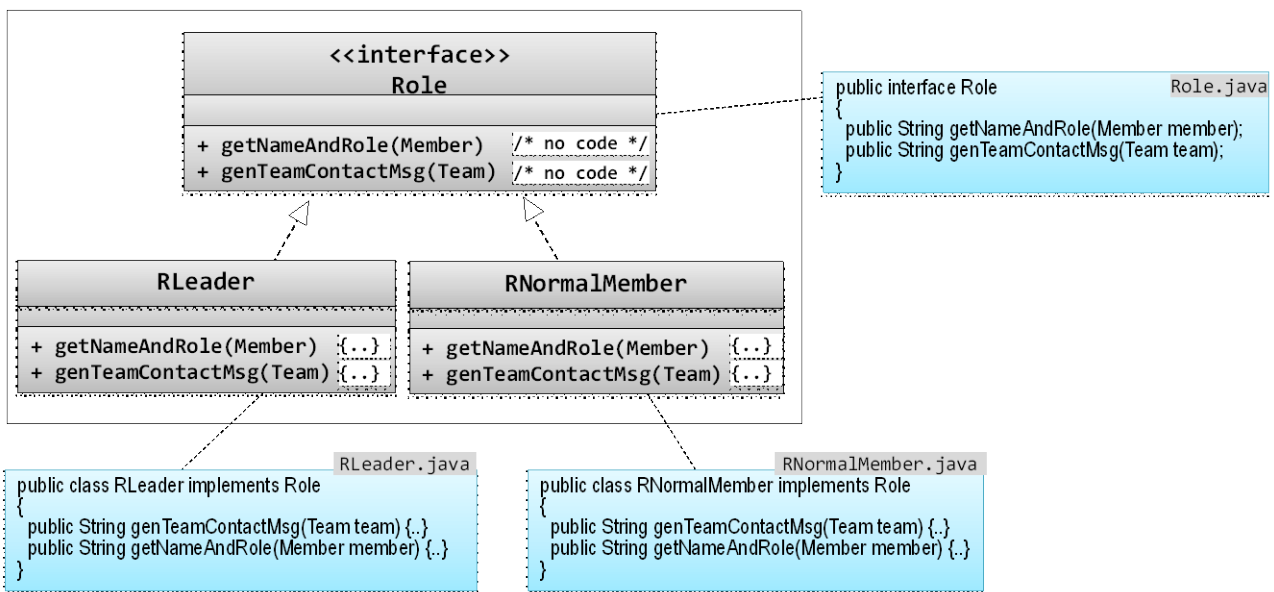 <<interface>>
Role
+ getNameAndRole(Member) /* no code */
+ genTeamContactMsg(Team) /* no code */
Role.java
public interface Role
{
public String getNameAndRole(Member member);
public String genTeamContactMsg(Team team);
}
RLeader
+ getNameAndRole(Member) {..}
+ genTeamContactMsg(Team) {..}
RNormalMember
+ getNameAndRole(Member) {..}
+ genTeamContactMsg(Team) {..}
RLeader.java
public class RLeader implements Role
{
public String genTeamContactMsg(Team team) {..}
public String getNameAndRole(Member member) {..}
}
RNormalMember.java
public class RNormalMember implements Role
{
public String genTeamContactMsg(Team team) {..}
public String getNameAndRole(Member member) {..}
}